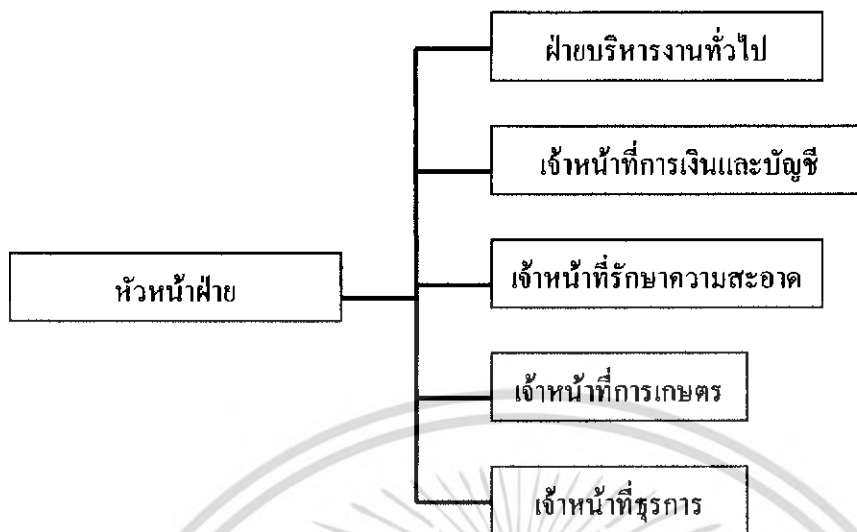 ฝ่ายบริหารงานทั่วไป
เจ้าหน้าที่การเงินและบัญชี
หัวหน้าฝ่าย
เจ้าหน้าที่รักษาความสะอาด
เจ้าหน้าที่การเกษตร
เจ้าหน้าที่ธุรการ